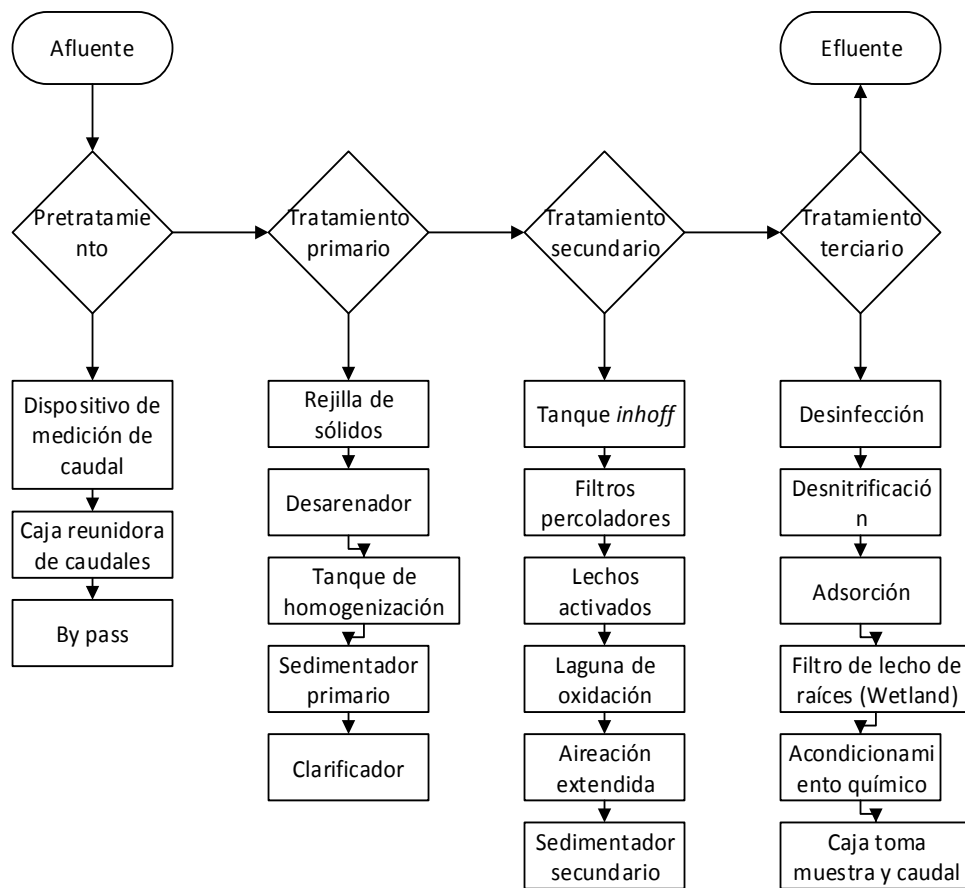 Afluente
Efluente
Pretratamie
nto
Tratamiento
primario
Tratamiento
secundario
Tratamiento
terciario
Dispositivo de
medición de
caudal
Caja reunidora
de caudales
By pass
Rejilla de
sólidos
Desarenador
Tanque de
homogenización
Sedimentador
primario
Clarificador
Tanque inhoff
Filtros
percoladores
Lechos
activados
Laguna de
oxidación
Aireación
extendida
Sedimentador
secundario
Desinfección
Desnitrificació
n
Adsorción
Filtro de lecho de
raíces (Wetland)
Acondicionami
ento químico
Caja toma
muestra y caudal